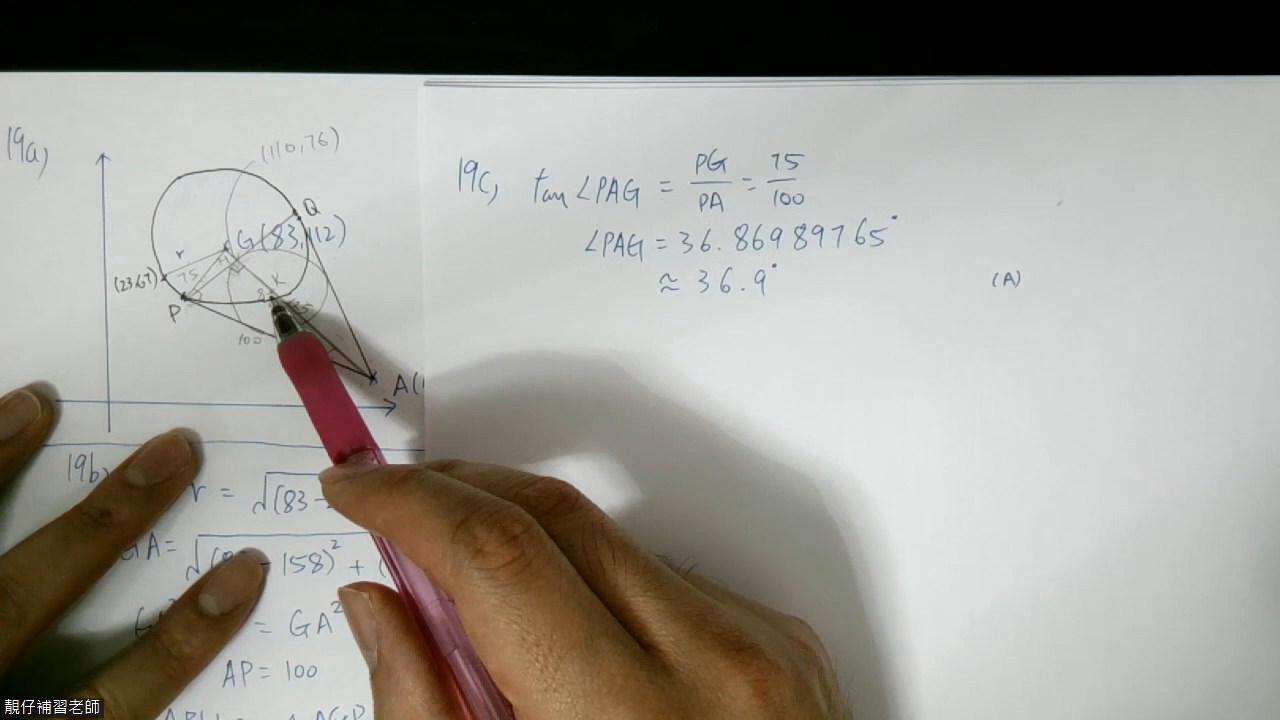 19a)
(110,76)
Q
G(83,112)
r
75
(23,67)
K
P
100
A(
19b)
r = √(83-
GA = √( - 158)² + (
= GA²
AP = 100
19c, tan∠PAG = PG/PA = 75/100
∠PAG = 36.86989765°
≈ 36.9° (A)
靚仔補習老師